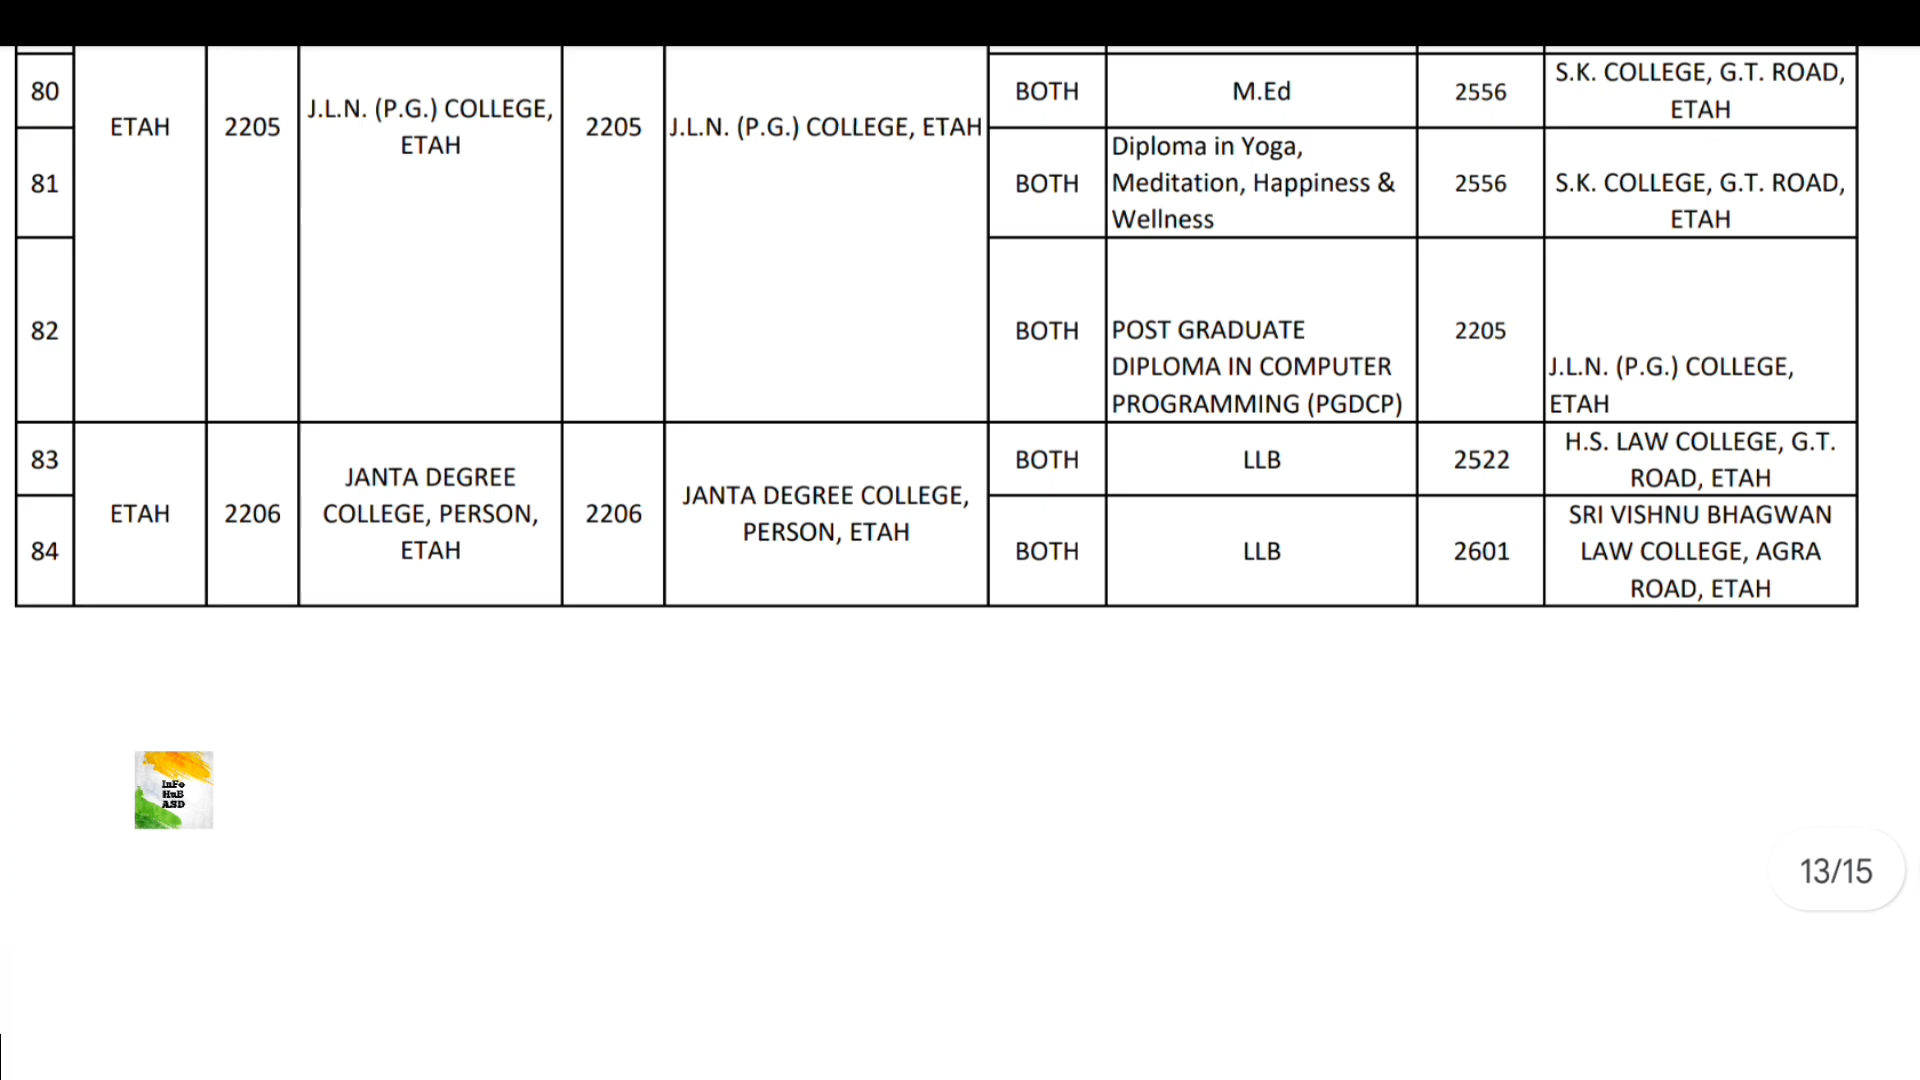 80
ETAH
2205
J.L.N. (P.G.) COLLEGE,
ETAH
2205
J.L.N. (P.G.) COLLEGE, ETAH
BOTH
M.Ed
2556
S.K. COLLEGE, G.T. ROAD,
ETAH
81
BOTH
Diploma in Yoga,
Meditation, Happiness &
Wellness
2556
S.K. COLLEGE, G.T. ROAD,
ETAH
82
BOTH
POST GRADUATE
DIPLOMA IN COMPUTER
PROGRAMMING (PGDCP)
2205
J.L.N. (P.G.) COLLEGE,
ETAH
83
ETAH
2206
JANTA DEGREE
COLLEGE, PERSON,
ETAH
2206
JANTA DEGREE COLLEGE,
PERSON, ETAH
BOTH
LLB
2522
H.S. LAW COLLEGE, G.T.
ROAD, ETAH
84
BOTH
LLB
2601
SRI VISHNU BHAGWAN
LAW COLLEGE, AGRA
ROAD, ETAH
InFo
HuB
ASD
13/15